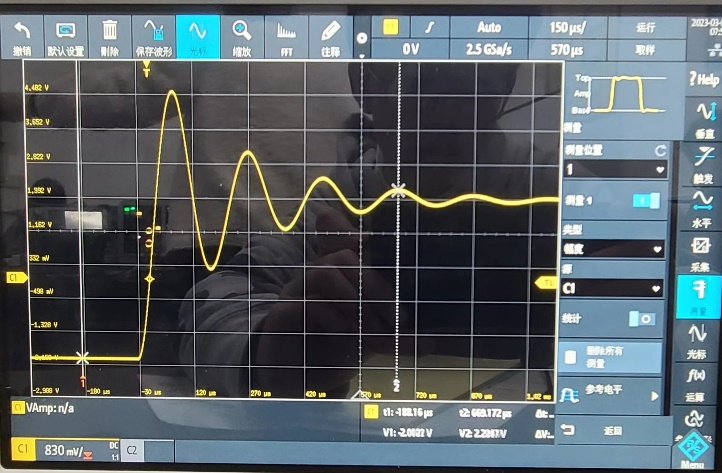 撤销 默认设置 删除 保存波形 光标 缩放 FFT 注释
Auto 150 µs/ 运行
0V 2.5 GSa/s 570 µs 取样
Top
Amp
Base
测量
? Help
垂直
触发
水平
采集
测量
光标
f(x)
运算
Menu
测量位置
1
测量 1
类型
幅度
源
C1
统计
删除所有
测量
参考电平
返回
T
4.482 V
3.652 V
2.822 V
1.992 V
1.162 V
332 mV
C1
-498 mV
-1.328 V
-2.988 V
-180 µs -30 µs 120 µs 270 µs 420 µs 570 µs 720 µs 870 µs 1.02 ms
1
2
C1 VAmp: n/a
t1: -188.16 µs t2: 669.172 µs Δt:
V1: -2.0022 V V2: 2.2207 V ΔV:
C1 830 mV/ DC 1:1 C2